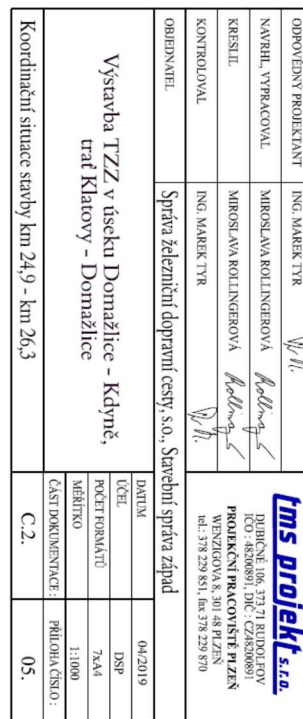 ODPOVĚDNÝ PROJEKTANT ING. MAREK TYR
NAVRHL, VYPRACOVAL MIROSLAVA ROLLINGEROVÁ
KRESLIL MIROSLAVA ROLLINGEROVÁ
KONTROLOVAL ING. MAREK TYR
tms projekt s.r.o.
DUBIČNÉ 106, 373 71 RUDOLFOV
IČO : 48200891, DIČ : CZ48200891
PROJEKČNÍ PRACOVIŠTĚ PLZEŇ
WENZIGOVA 8, 301 48 PLZEŇ
tel.: 378 229 851, fax 378 229 870
OBJEDNATEL Správa železniční dopravní cesty, s.o., Stavební správa západ
Výstavba TZZ v úseku Domažlice - Kdyně,
trať Klatovy - Domažlice
DATUM 04/2019
ÚČEL DSP
POČET FORMÁTŮ 7xA4
MĚŘÍTKO 1:1000
Koordinační situace stavby km 24,9 - km 26,3
ČÁST DOKUMENTACE : PŘÍLOHA ČÍSLO :
C.2. 05.